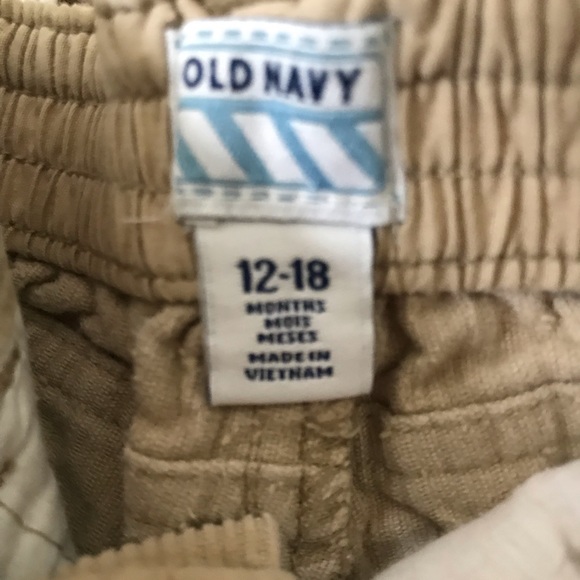 OLD NAVY
12-18
MONTHS
MOIS
MESES
MADE IN
VIETNAM